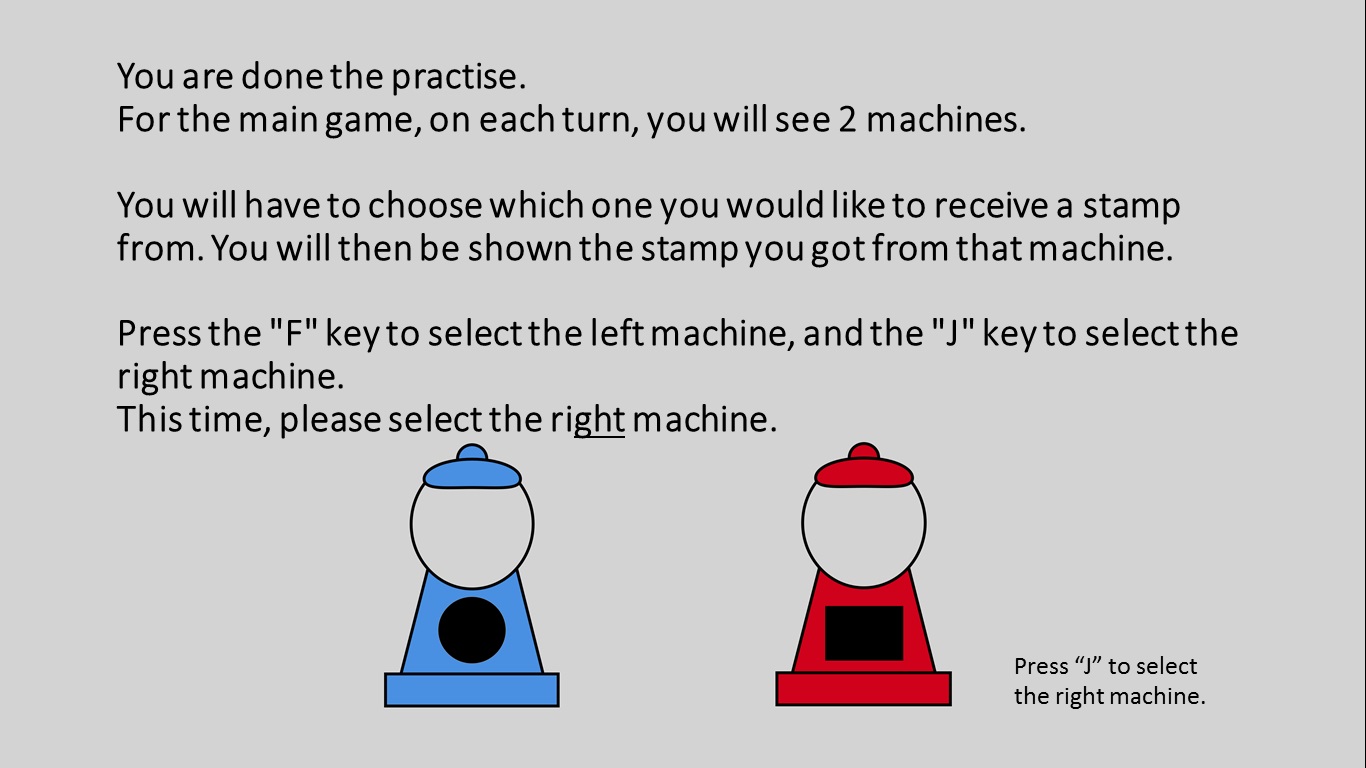 You are done the practise.
For the main game, on each turn, you will see 2 machines.
You will have to choose which one you would like to receive a stamp
from. You will then be shown the stamp you got from that machine.
Press the "F" key to select the left machine, and the "J" key to select the
right machine.
This time, please select the right machine.
Press “J” to select
the right machine.